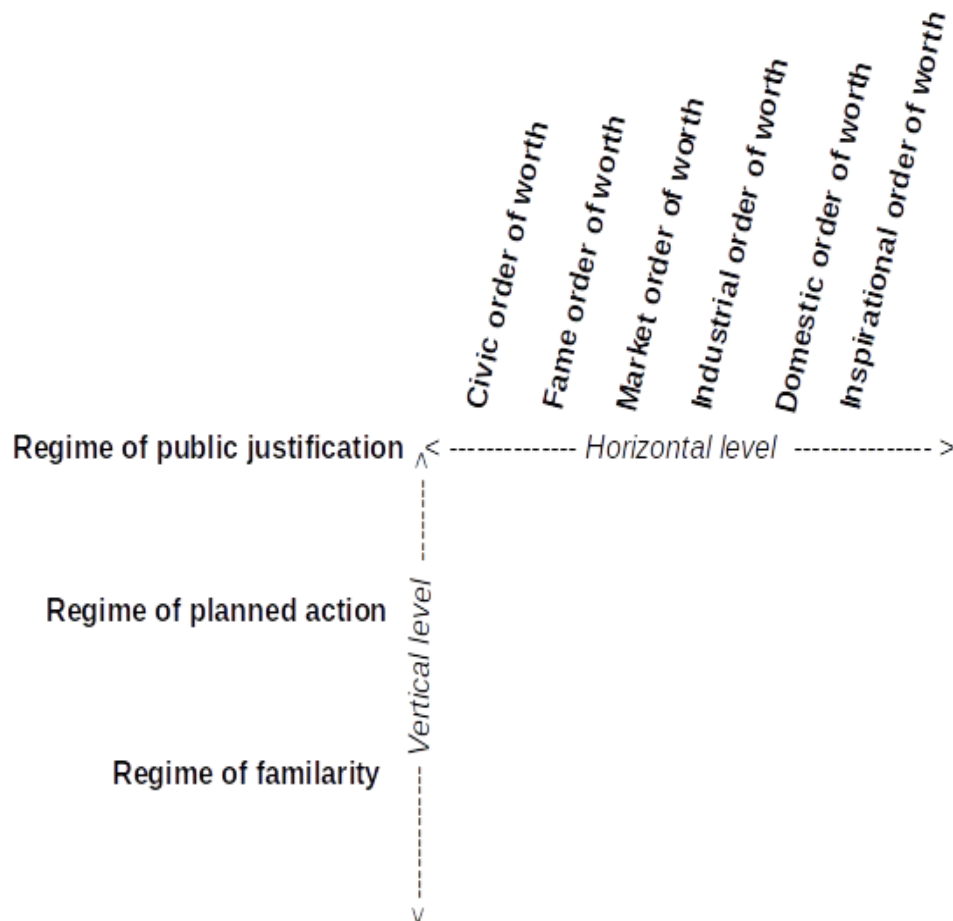 Civic order of worth
Fame order of worth
Market order of worth
Industrial order of worth
Domestic order of worth
Inspirational order of worth
Regime of public justification < -------------- Horizontal level --------------- >
Regime of planned action
Vertical level
Regime of familarity